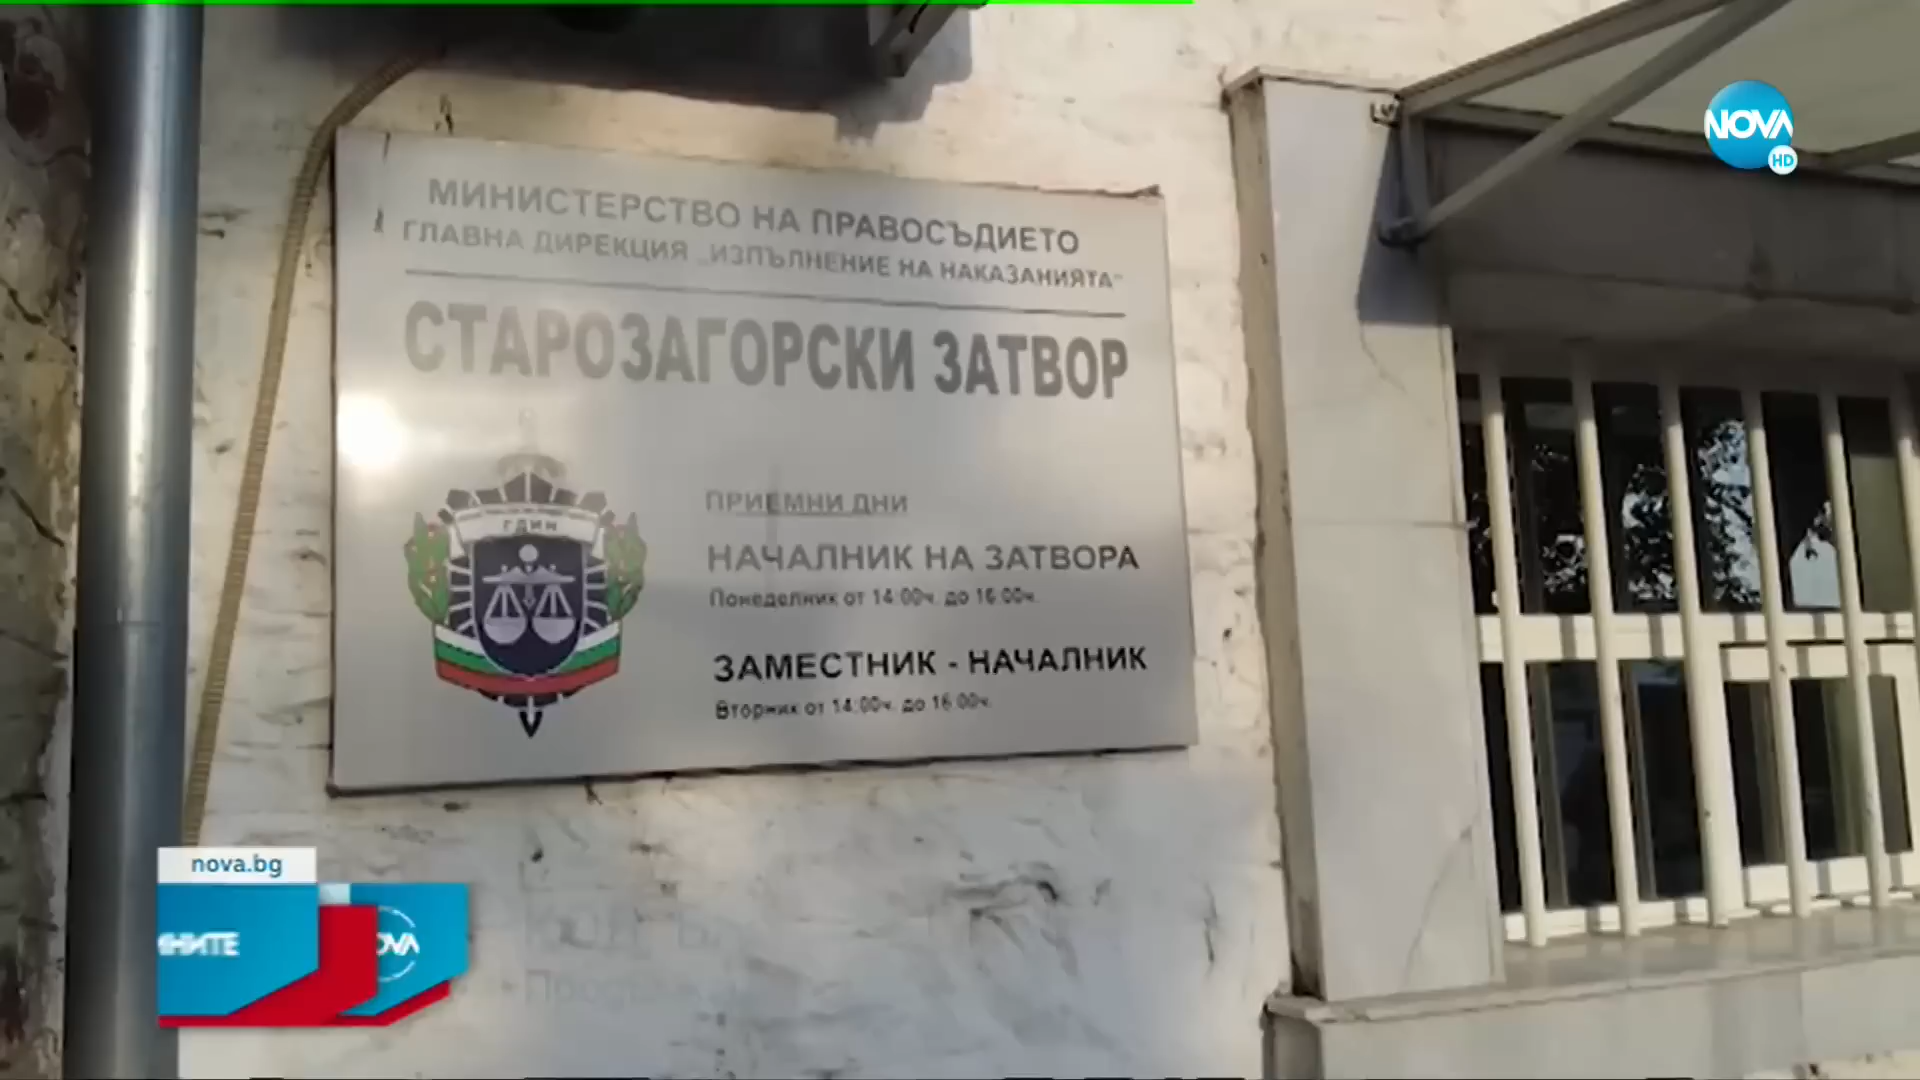 NOVA
HD
МИНИСТЕРСТВО НА ПРАВОСЪДИЕТО
ГЛАВНА ДИРЕКЦИЯ „ИЗПЪЛНЕНИЕ НА НАКАЗАНИЯТА"
СТАРОЗАГОРСКИ ЗАТВОР
ГДИН
ПРИЕМНИ ДНИ
НАЧАЛНИК НА ЗАТВОРА
Понеделник от 14:00ч. до 16:00ч.
ЗАМЕСТНИК - НАЧАЛНИК
Вторник от 14:00ч. до 16:00ч.
nova.bg